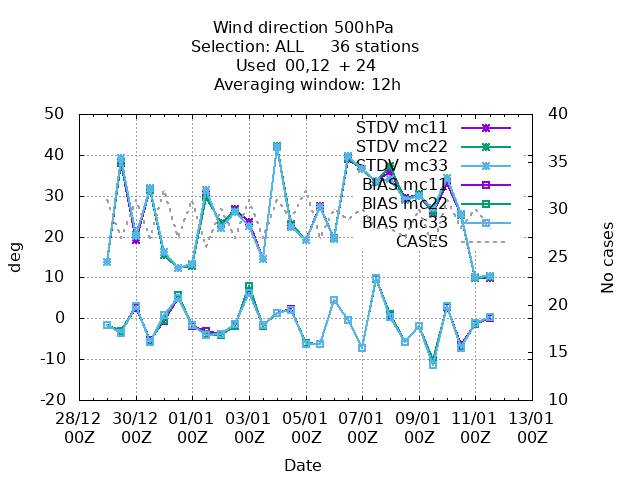 Wind direction 500hPa
Selection: ALL 36 stations
Used 00,12 + 24
Averaging window: 12h
50 40
STDV mc11
STDV mc22
40 35
STDV mc33
BIAS mc11
30 30
BIAS mc22
BIAS mc33
20 CASES
deg
25
No cases
10
20
0
-10 15
-20 10
28/12 30/12 01/01 03/01 05/01 07/01 09/01 11/01 13/01
00Z 00Z 00Z 00Z 00Z 00Z 00Z 00Z 00Z
Date